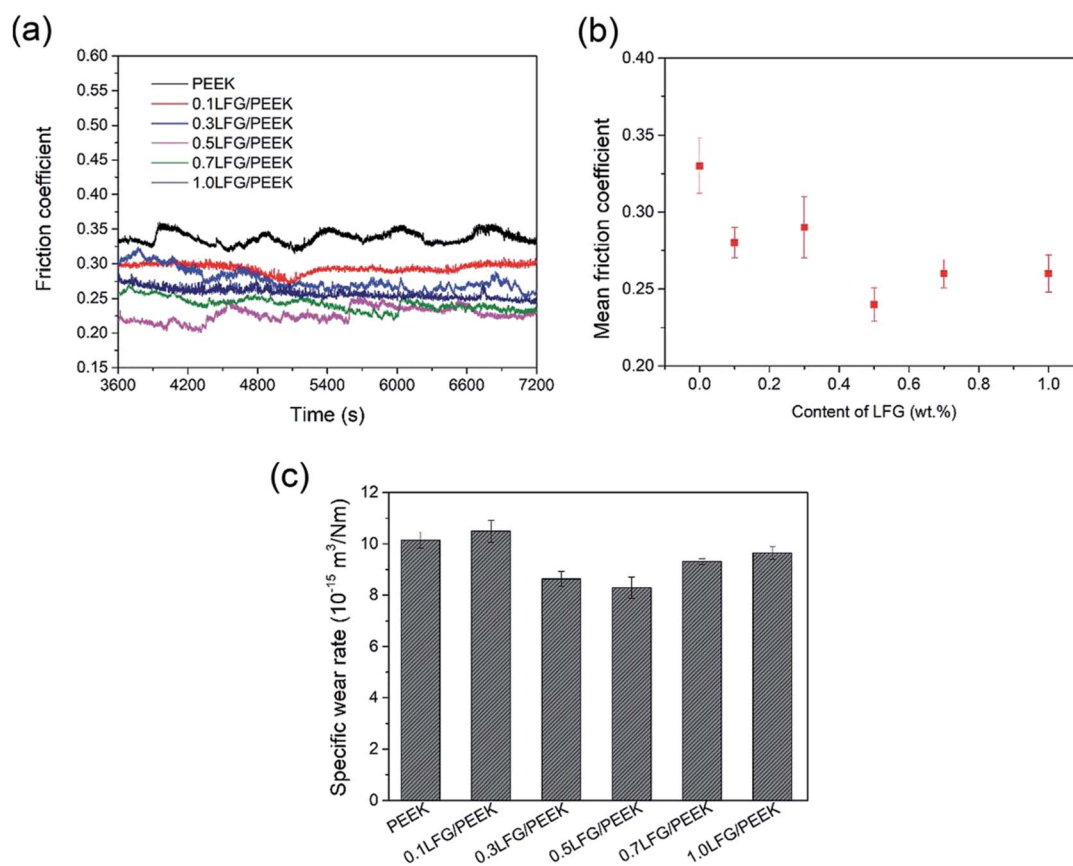 (a)
0.60
0.55
0.50
0.45
0.40
0.35
0.30
0.25
0.20
0.15
Friction coefficient
PEEK
0.1LFG/PEEK
0.3LFG/PEEK
0.5LFG/PEEK
0.7LFG/PEEK
1.0LFG/PEEK
3600 4200 4800 5400 6000 6600 7200
Time (s)
(b)
0.40
0.35
0.30
0.25
0.20
Mean friction coefficient
0.0 0.2 0.4 0.6 0.8 1.0
Content of LFG (wt.%)
(c)
12
10
8
6
4
2
0
Specific wear rate (10⁻¹⁵ m³/Nm)
PEEK
0.1LFG/PEEK
0.3LFG/PEEK
0.5LFG/PEEK
0.7LFG/PEEK
1.0LFG/PEEK